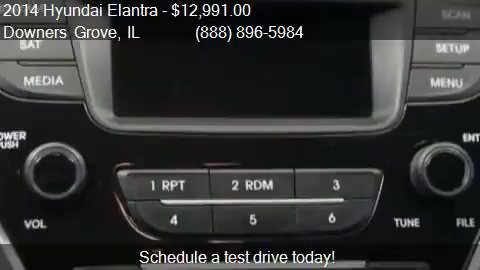 2014 Hyundai Elantra - $12,991.00
Downers Grove, IL (888) 896-5984
SCAN
SAT SETUP
MEDIA MENU
POWER
PUSH
ENT
1 RPT 2 RDM 3
4 5 6
VOL TUNE FILE
Schedule a test drive today!